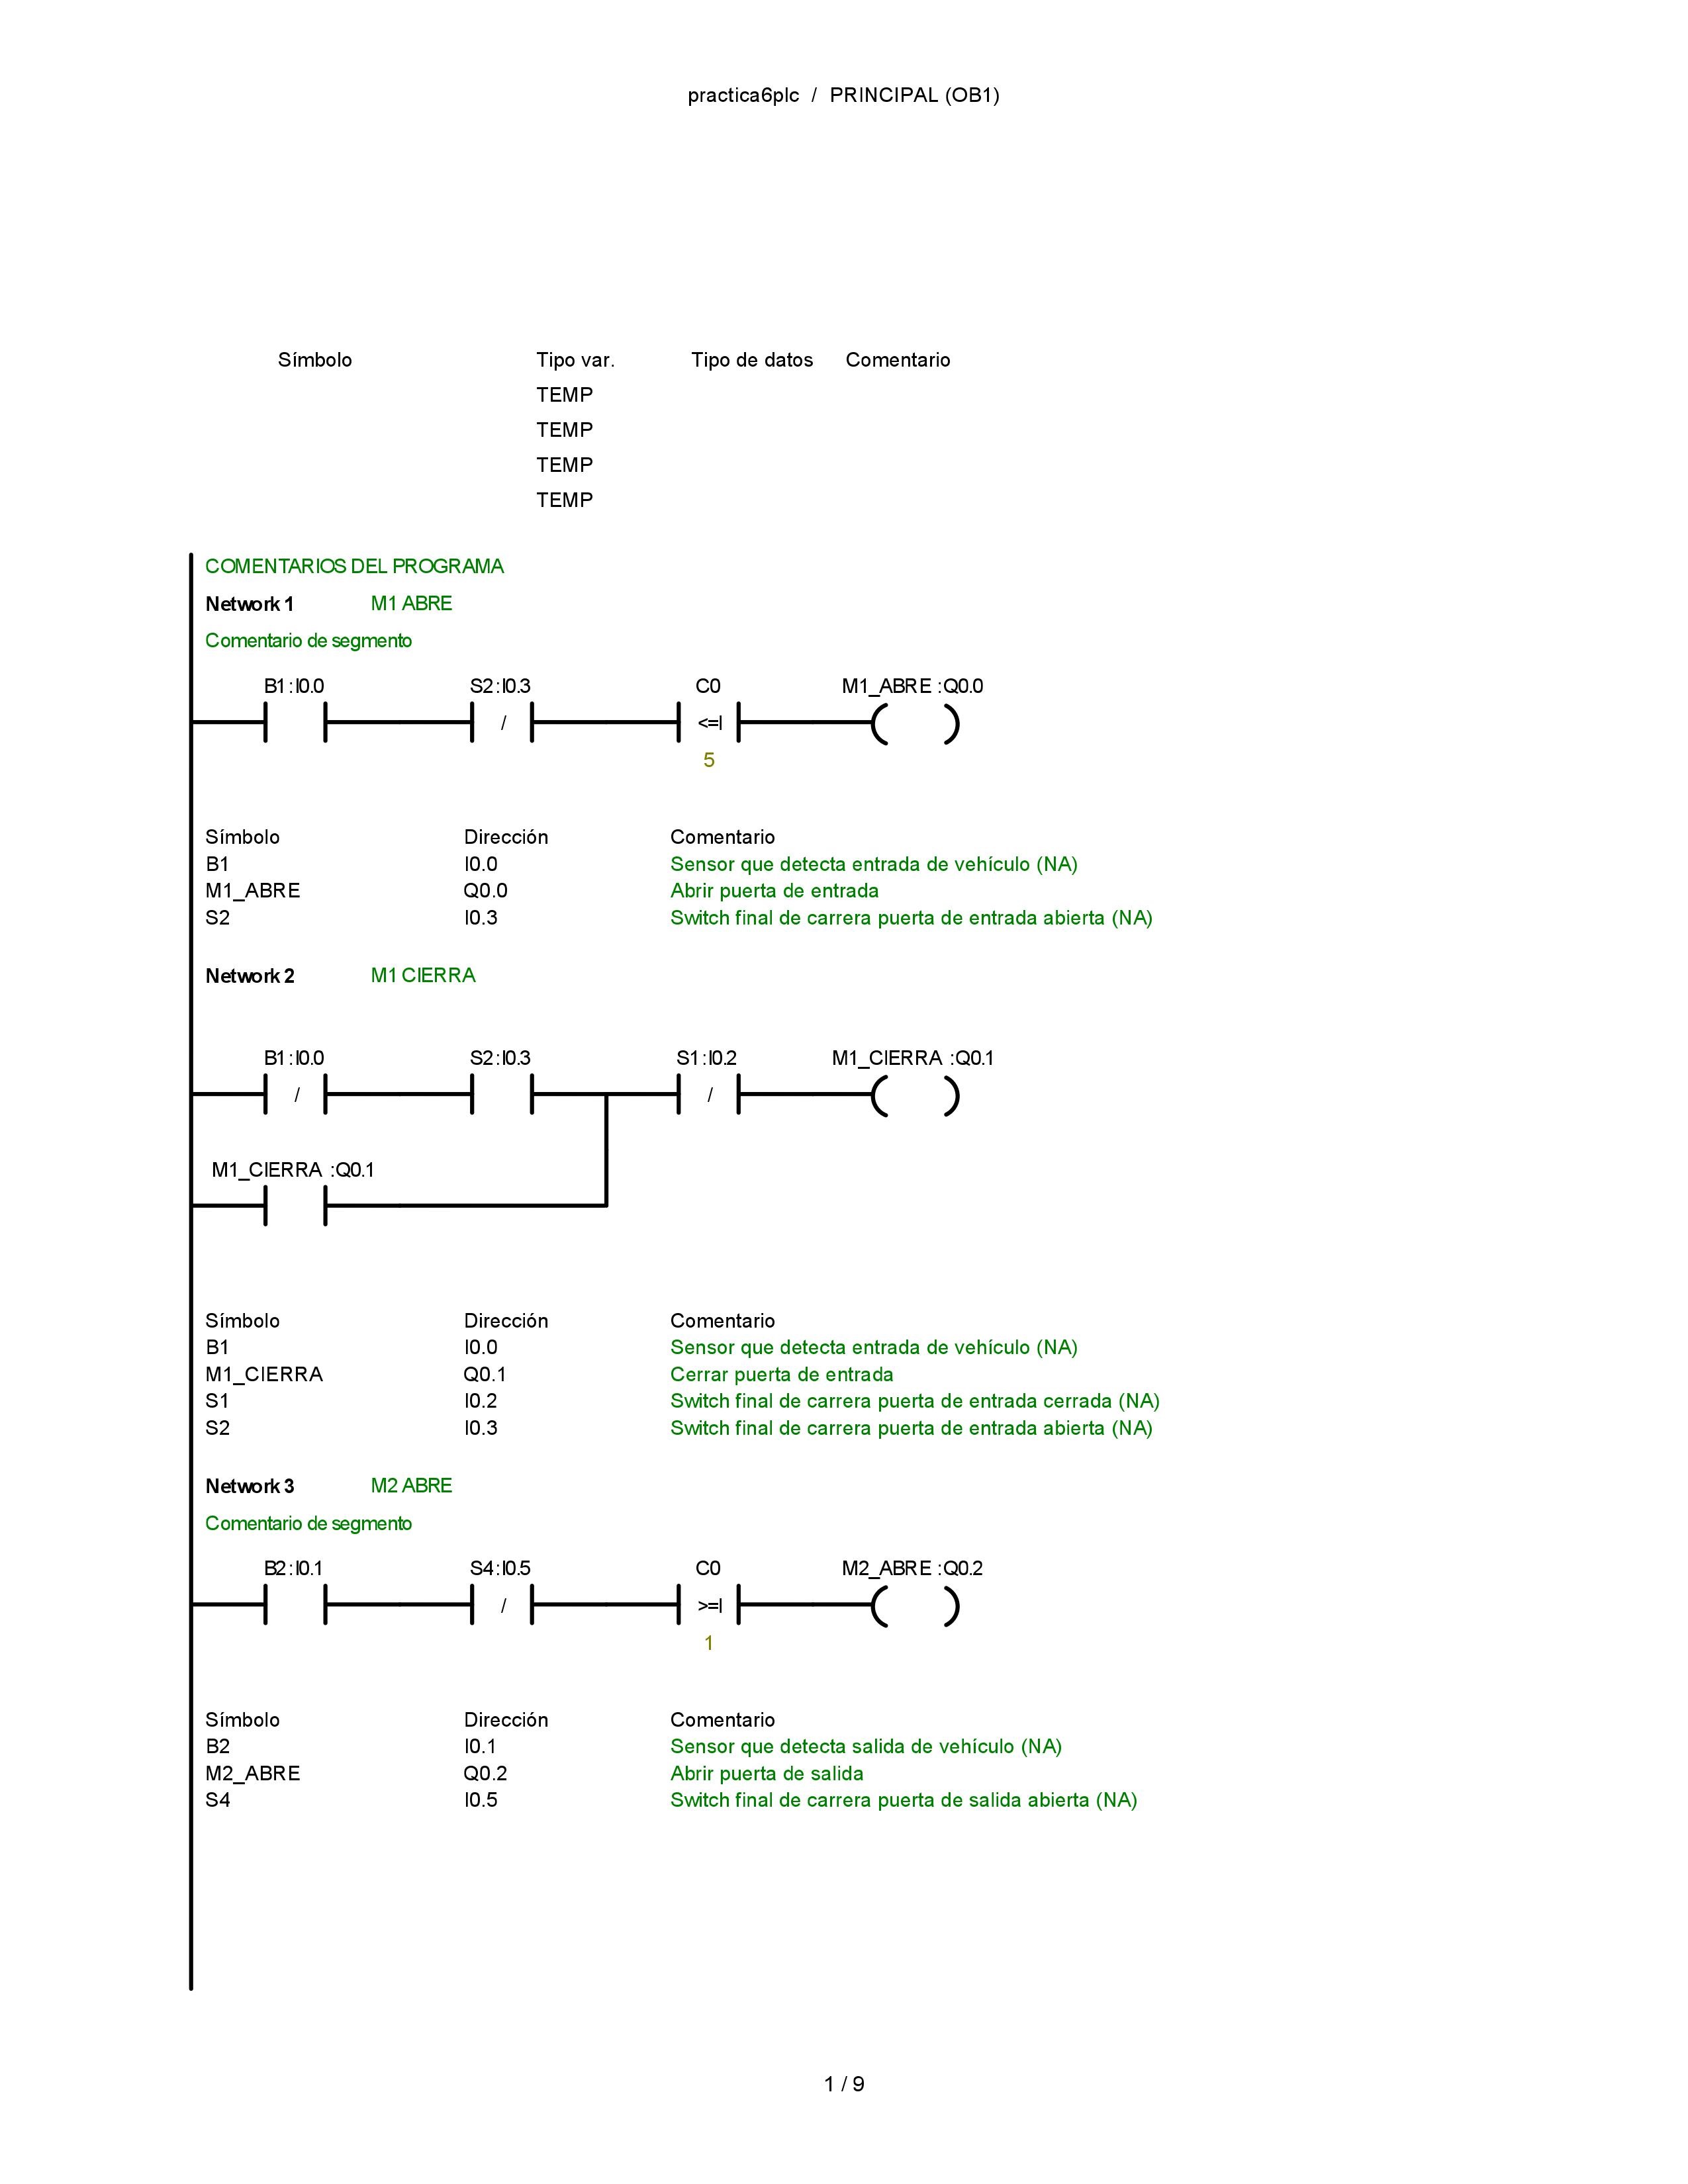 practica6plc / PRINCIPAL (OB1)
Símbolo Tipo var. Tipo de datos Comentario
TEMP
TEMP
TEMP
TEMP
COMENTARIOS DEL PROGRAMA
Network 1 M1 ABRE
Comentario de segmento
B1:I0.0 S2:I0.3 C0 M1_ABRE :Q0.0
/ <=I
5
Símbolo Dirección Comentario
B1 I0.0 Sensor que detecta entrada de vehículo (NA)
M1_ABRE Q0.0 Abrir puerta de entrada
S2 I0.3 Switch final de carrera puerta de entrada abierta (NA)
Network 2 M1 CIERRA
B1:I0.0 S2:I0.3 S1:I0.2 M1_CIERRA :Q0.1
/ /
M1_CIERRA :Q0.1
Símbolo Dirección Comentario
B1 I0.0 Sensor que detecta entrada de vehículo (NA)
M1_CIERRA Q0.1 Cerrar puerta de entrada
S1 I0.2 Switch final de carrera puerta de entrada cerrada (NA)
S2 I0.3 Switch final de carrera puerta de entrada abierta (NA)
Network 3 M2 ABRE
Comentario de segmento
B2:I0.1 S4:I0.5 C0 M2_ABRE :Q0.2
/ >=I
1
Símbolo Dirección Comentario
B2 I0.1 Sensor que detecta salida de vehículo (NA)
M2_ABRE Q0.2 Abrir puerta de salida
S4 I0.5 Switch final de carrera puerta de salida abierta (NA)
1 / 9